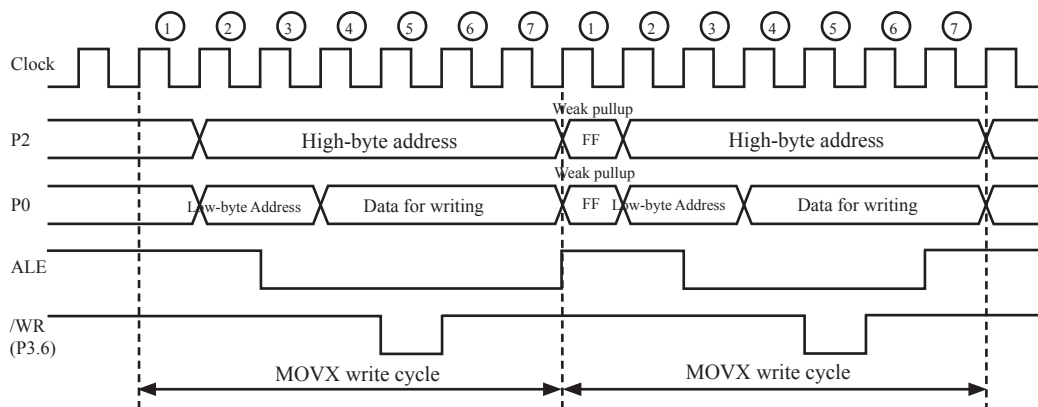 1 2 3 4 5 6 7 1 2 3 4 5 6 7
Clock
Weak pullup
P2 High-byte address FF High-byte address
Weak pullup
P0 Low-byte Address Data for writing FF Low-byte Address Data for writing
ALE
/WR
(P3.6)
MOVX write cycle MOVX write cycle